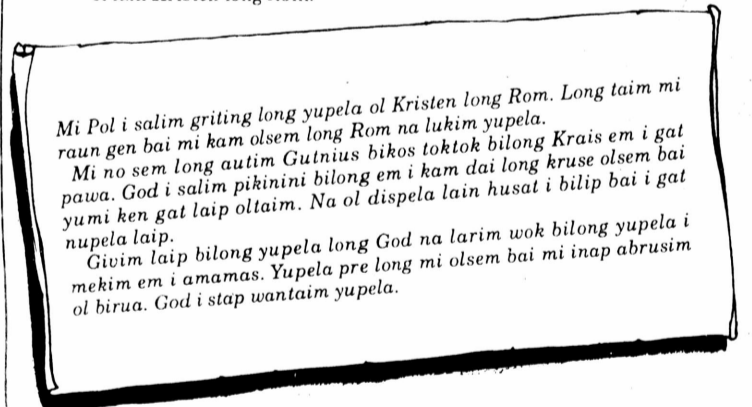 Mi Pol i salim griting long yupela ol Kristen long Rom. Long taim mi
raun gen bai mi kam olsem long Rom na lukim yupela.
Mi no sem long autim Gutnius bikos toktok bilong Krais em i gat
pawa. God i salim pikinini bilong em i kam dai long kruse olsem bai
yumi ken gat laip oltaim. Na ol dispela lain husat i bilip bai i gat
nupela laip.
Givim laip bilong yupela long God na larim wok bilong yupela i
mekim em i amamas. Yupela pre long mi olsem bai mi inap abrusim
ol birua. God i stap wantaim yupela.